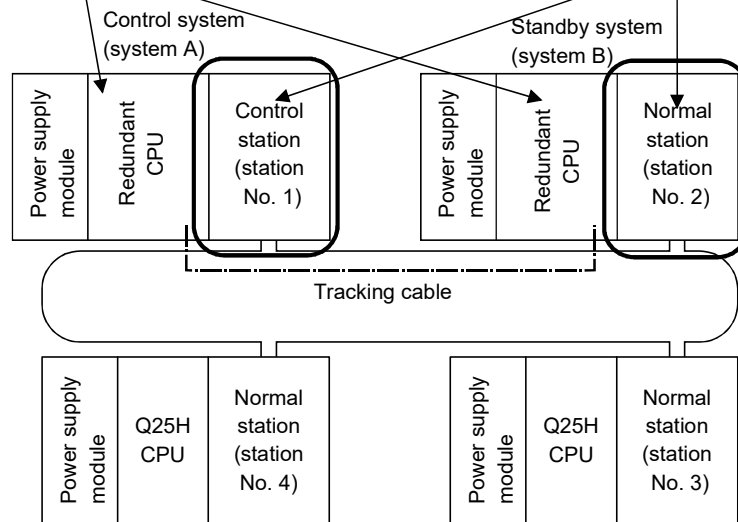 Control system
(system A)
Standby system
(system B)
Power supply
module
Redundant
CPU
Control
station
(station
No. 1)
Power supply
module
Redundant
CPU
Normal
station
(station
No. 2)
Tracking cable
Power supply
module
Q25H
CPU
Normal
station
(station
No. 4)
Power supply
module
Q25H
CPU
Normal
station
(station
No. 3)